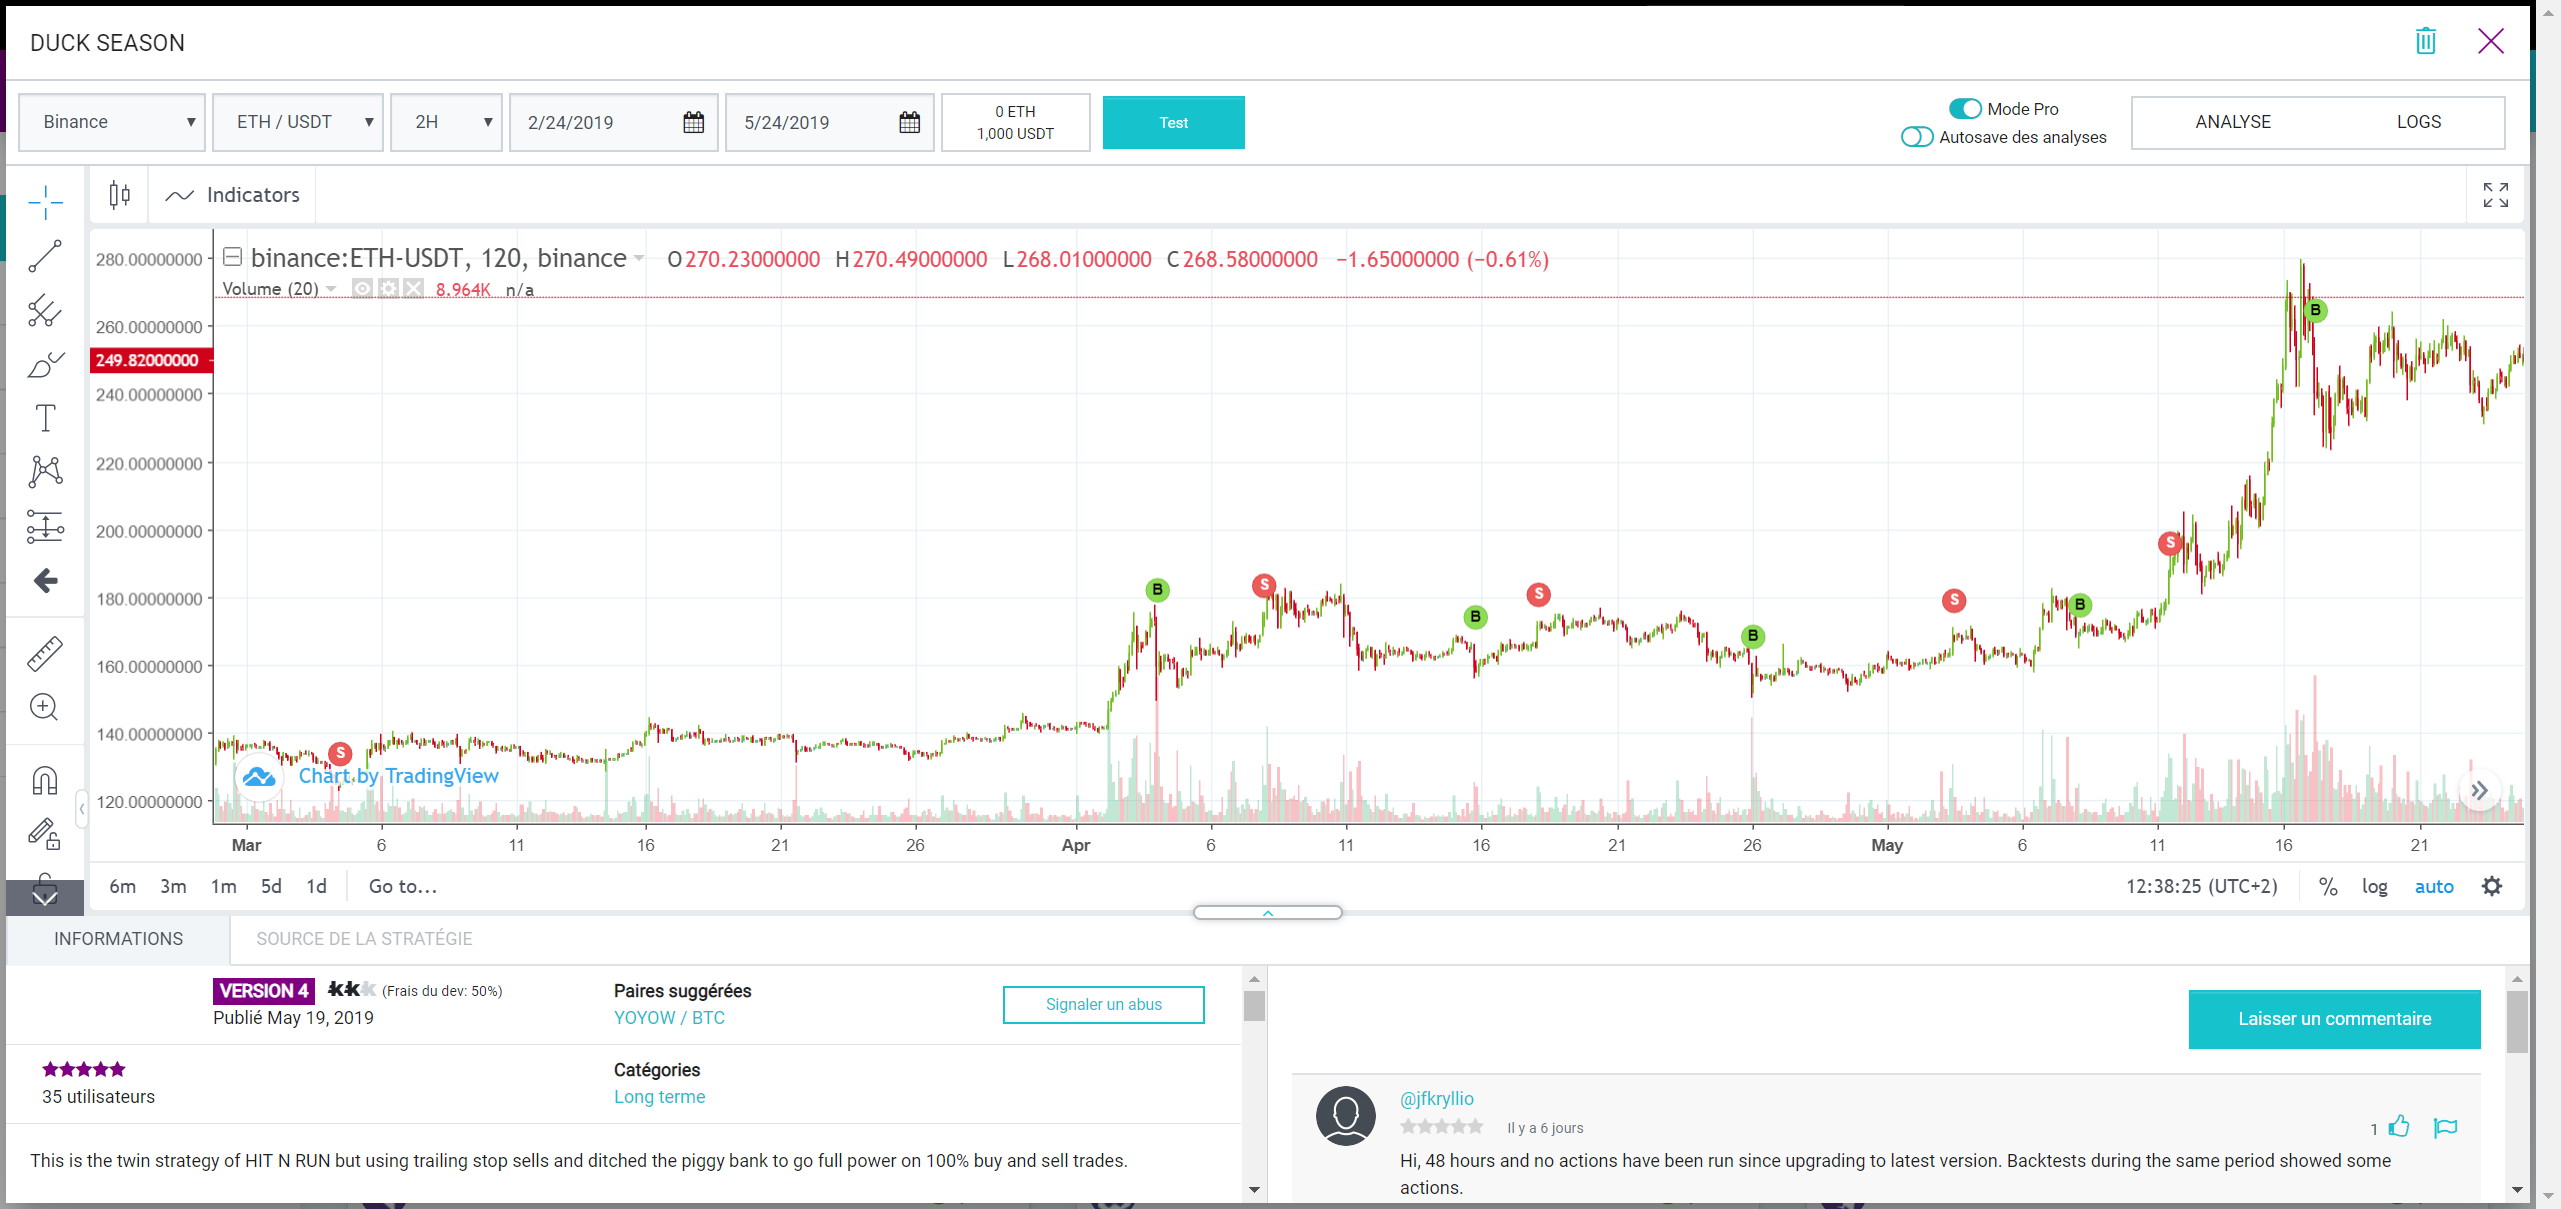 DUCK SEASON
Binance ▼ ETH / USDT ▼ 2H ▼ 2/24/2019 5/24/2019 0 ETH
1,000 USDT
Test
Mode Pro
Autosave des analyses
ANALYSE LOGS
Indicators
binance:ETH-USDT, 120, binance O270.23000000 H270.49000000 L268.01000000 C268.58000000 −1.65000000 (−0.61%)
Volume (20) 8.964K n/a
280.00000000
260.00000000
249.82000000
240.00000000
220.00000000
200.00000000
180.00000000
160.00000000
140.00000000
120.00000000
S B S B S B S B S B
Chart by TradingView
Mar 6 11 16 21 26 Apr 6 11 16 21 26 May 6 11 16 21
6m 3m 1m 5d 1d Go to... 12:38:25 (UTC+2) % log auto
INFORMATIONS SOURCE DE LA STRATÉGIE
VERSION 4 (Frais du dev: 50%)
Publié May 19, 2019
Paires suggérées
YOYOW / BTC
Signaler un abus
35 utilisateurs
Catégories
Long terme
This is the twin strategy of HIT N RUN but using trailing stop sells and ditched the piggy bank to go full power on 100% buy and sell trades.
Laisser un commentaire
@jfkryllio
Il y a 6 jours
1
Hi, 48 hours and no actions have been run since upgrading to latest version. Backtests during the same period showed some
actions.